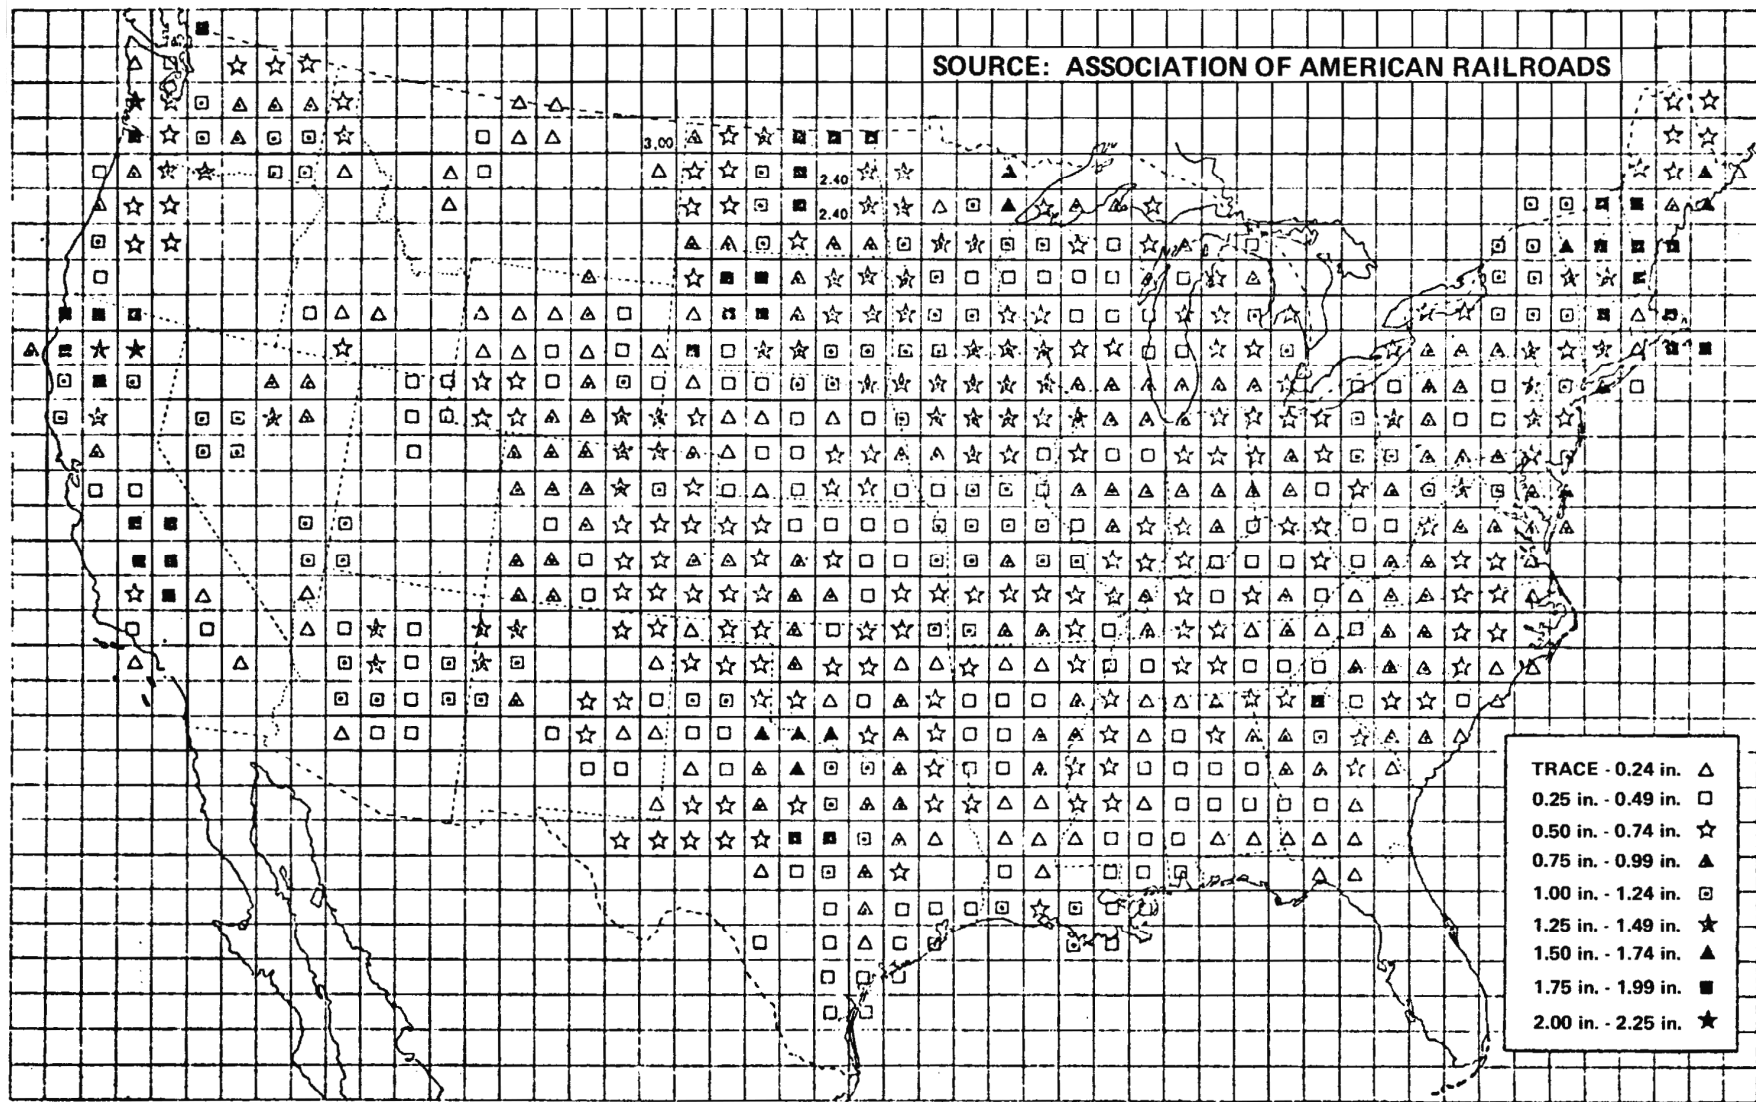 SOURCE: ASSOCIATION OF AMERICAN RAILROADS
3.00
2.40
2.40
TRACE - 0.24 in.
0.25 in. - 0.49 in.
0.50 in. - 0.74 in.
0.75 in. - 0.99 in.
1.00 in. - 1.24 in.
1.25 in. - 1.49 in.
1.50 in. - 1.74 in.
1.75 in. - 1.99 in.
2.00 in. - 2.25 in.